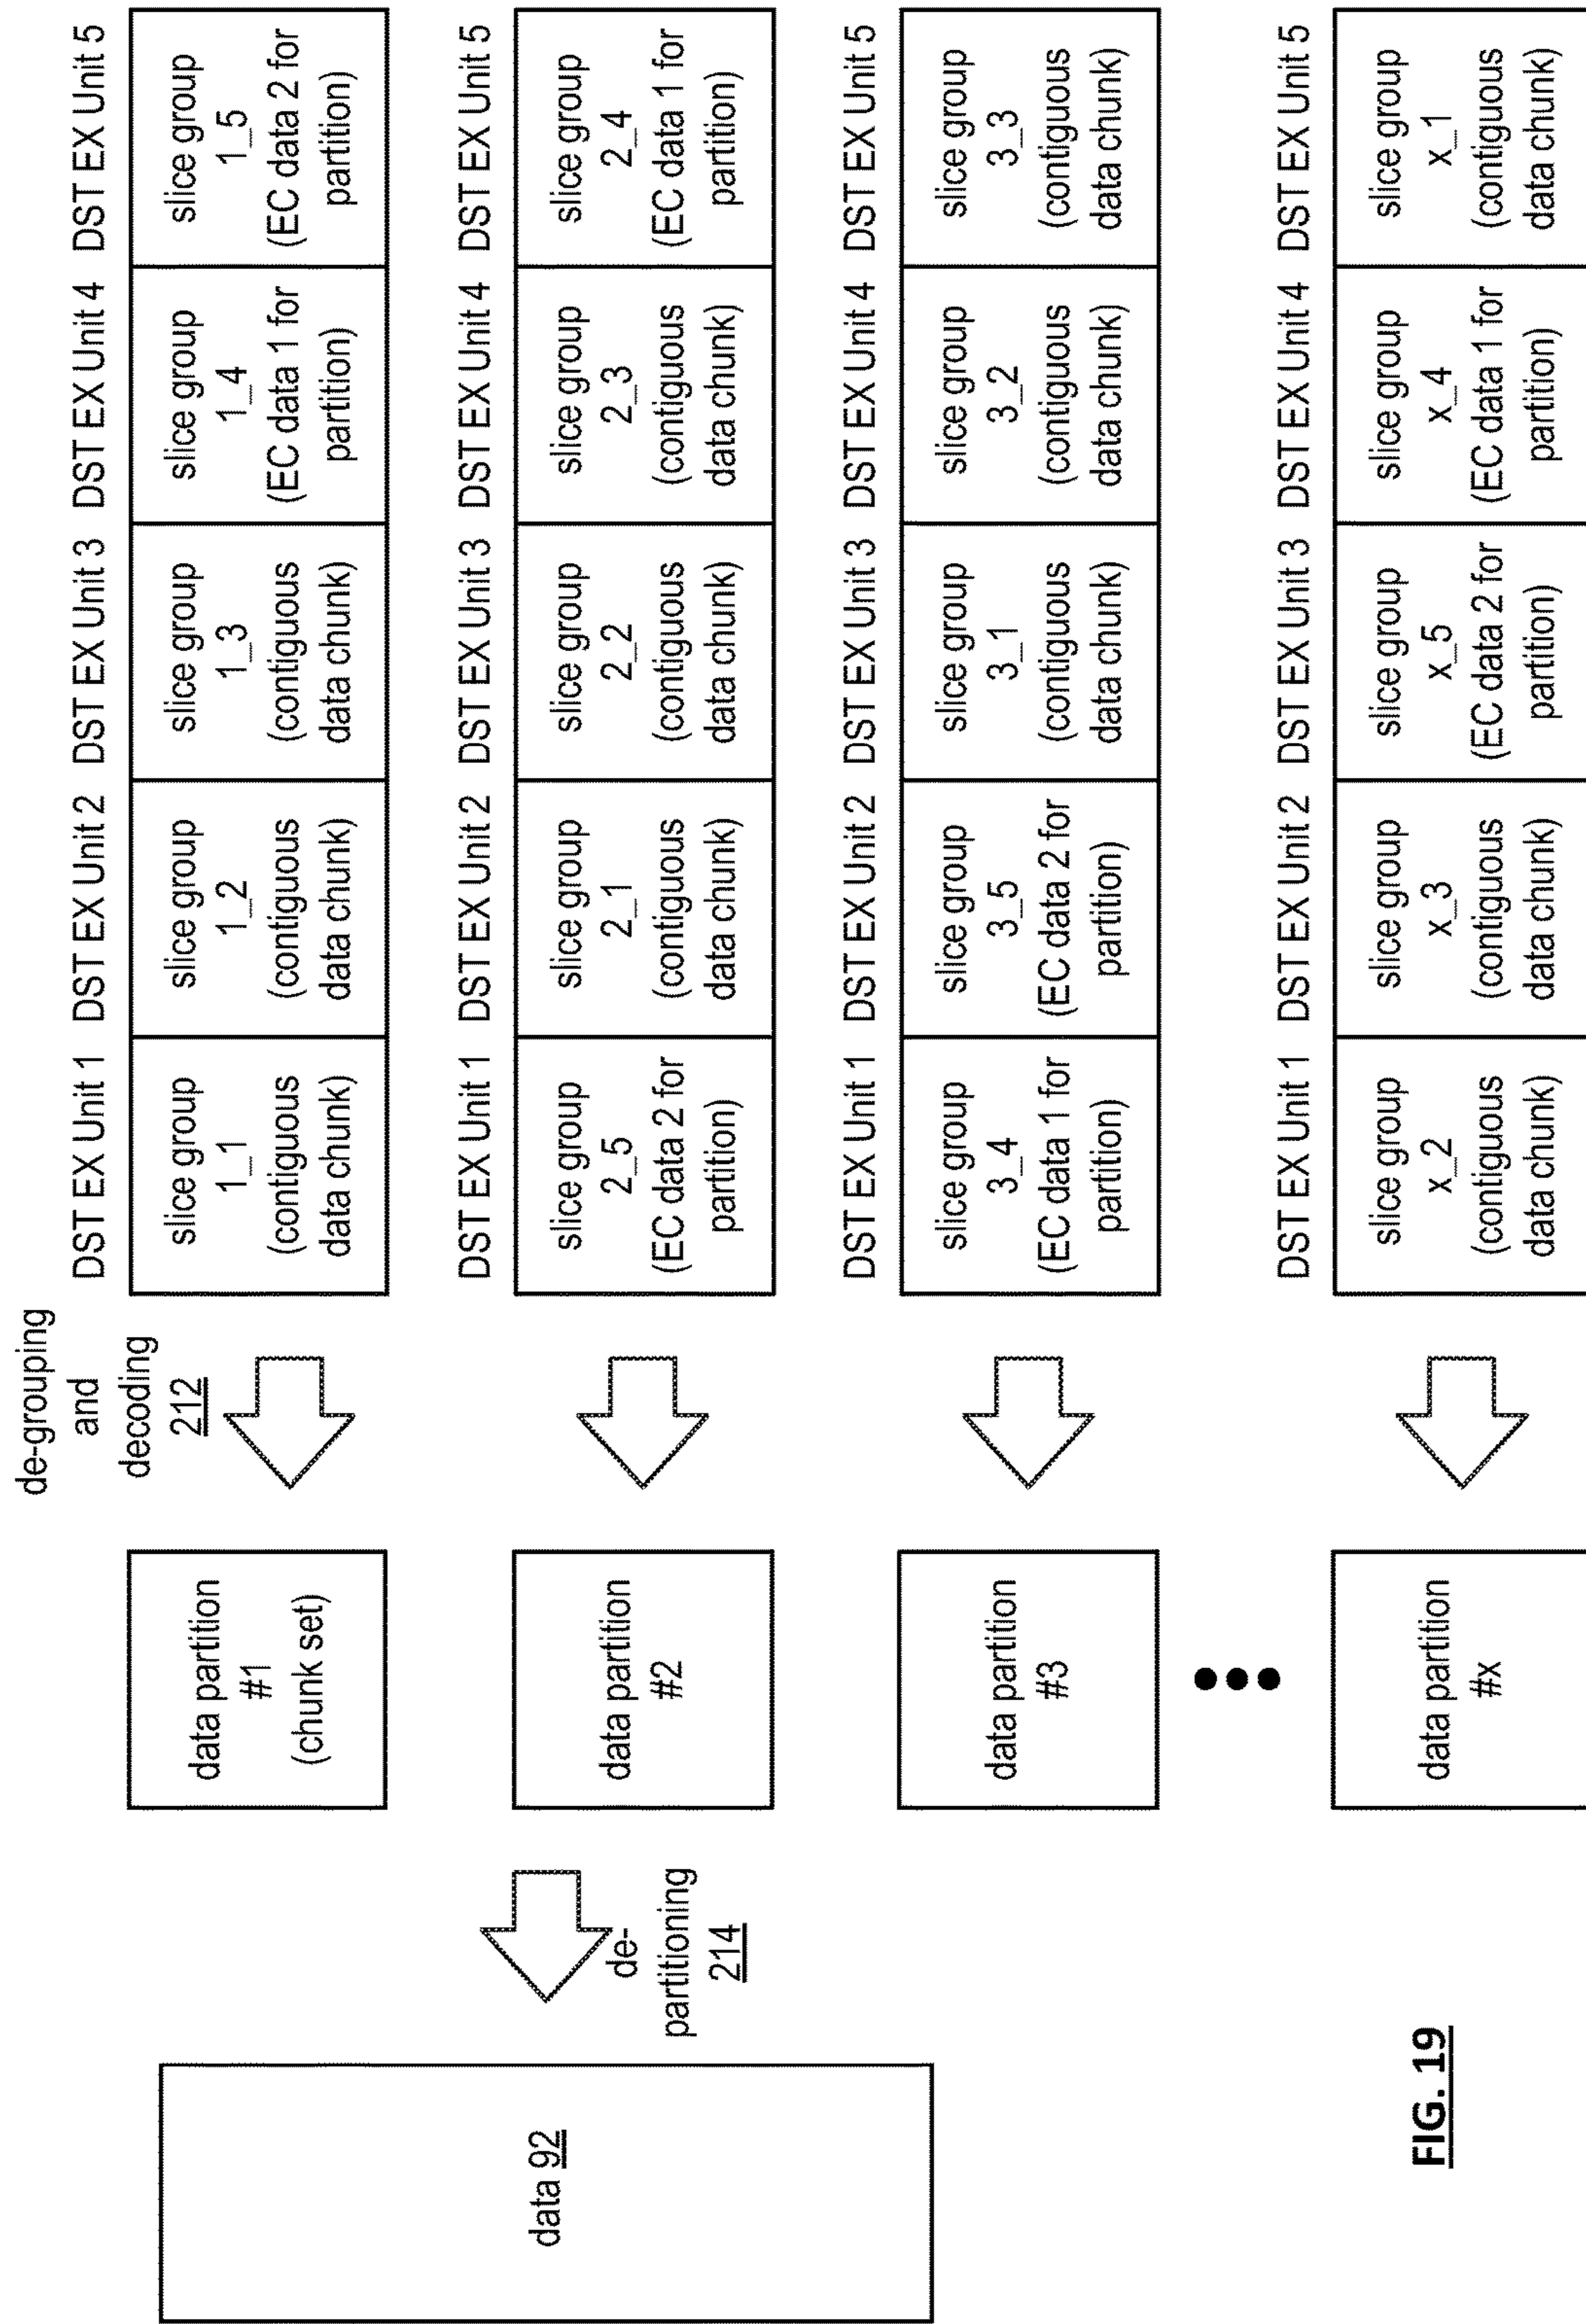 de-grouping
and
decoding
212
DST EX Unit 1 DST EX Unit 2 DST EX Unit 3 DST EX Unit 4 DST EX Unit 5
slice group
1_1
(contiguous
data chunk)
slice group
1_2
(contiguous
data chunk)
slice group
1_3
(contiguous
data chunk)
slice group
1_4
(EC data 1 for
partition)
slice group
1_5
(EC data 2 for
partition)
data partition
#1
(chunk set)
DST EX Unit 1 DST EX Unit 2 DST EX Unit 3 DST EX Unit 4 DST EX Unit 5
slice group
2_5
(EC data 2 for
partition)
slice group
2_1
(contiguous
data chunk)
slice group
2_2
(contiguous
data chunk)
slice group
2_3
(contiguous
data chunk)
slice group
2_4
(EC data 1 for
partition)
data partition
#2
data 92
de-
partitioning
214
DST EX Unit 1 DST EX Unit 2 DST EX Unit 3 DST EX Unit 4 DST EX Unit 5
slice group
3_4
(EC data 1 for
partition)
slice group
3_5
(EC data 2 for
partition)
slice group
3_1
(contiguous
data chunk)
slice group
3_2
(contiguous
data chunk)
slice group
3_3
(contiguous
data chunk)
data partition
#3
DST EX Unit 1 DST EX Unit 2 DST EX Unit 3 DST EX Unit 4 DST EX Unit 5
slice group
x_2
(contiguous
data chunk)
slice group
x_3
(contiguous
data chunk)
slice group
x_5
(EC data 2 for
partition)
slice group
x_4
(EC data 1 for
partition)
slice group
x_1
(contiguous
data chunk)
data partition
#x
FIG. 19